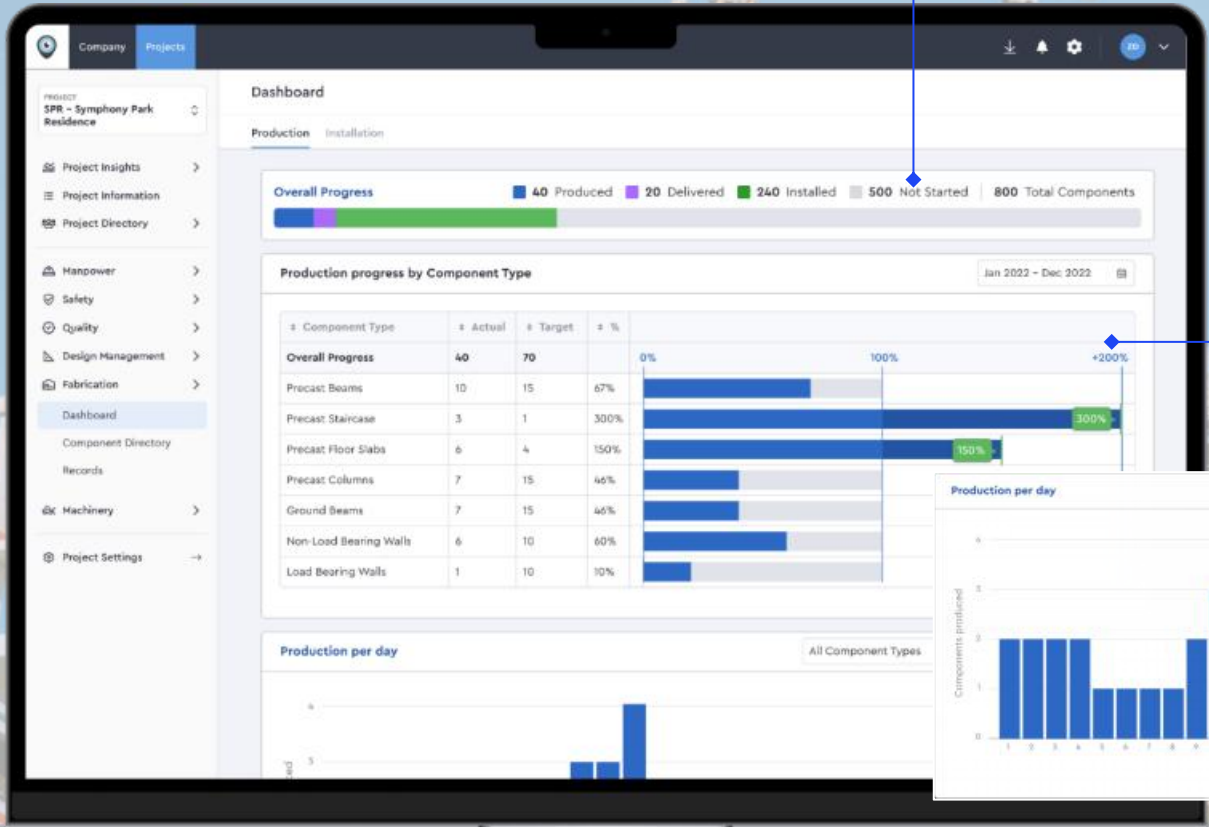 Company Projects
ZD
PROJECT
SPR - Symphony Park
Residence
Project Insights
Project Information
Project Directory
Manpower
Safety
Quality
Design Management
Fabrication
Dashboard
Component Directory
Records
Machinery
Project Settings
Dashboard
Production Installation
Overall Progress 40 Produced 20 Delivered 240 Installed 500 Not Started 800 Total Components
Production progress by Component Type Jan 2022 - Dec 2022
Component Type Actual Target %
Overall Progress 40 70 0% 100% +200%
Precast Beams 10 15 67%
Precast Staircase 3 1 300% 300%
Precast Floor Slabs 6 4 150% 150%
Precast Columns 7 15 46%
Ground Beams 7 15 46%
Non-Load Bearing Walls 6 10 60%
Load Bearing Walls 1 10 10%
Production per day All Component Types
4
3
Production per day
Components produced
4
3
2
1
0
1 2 3 4 5 6 7 8 9